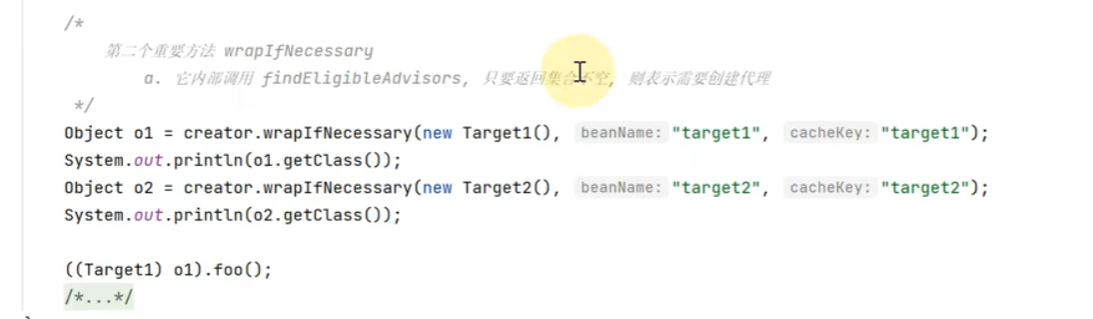 /*
第二个重要方法 wrapIfNecessary
a. 它内部调用 findEligibleAdvisors, 只要返回集合不空, 则表示需要创建代理
*/
Object o1 = creator.wrapIfNecessary(new Target1(), beanName: "target1", cacheKey: "target1");
System.out.println(o1.getClass());
Object o2 = creator.wrapIfNecessary(new Target2(), beanName: "target2", cacheKey: "target2");
System.out.println(o2.getClass());
((Target1) o1).foo();
/*...*/